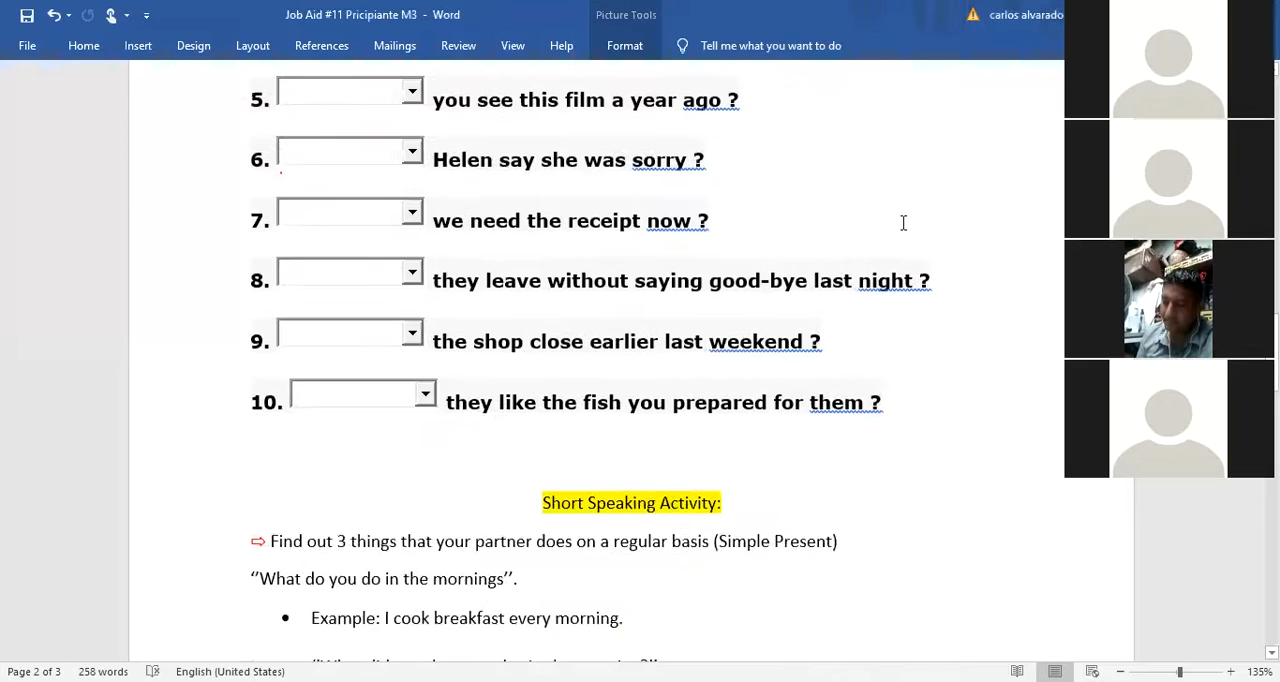 Job Aid #11 Pricipiante M3 - Word
Picture Tools
carlos alvarado
File Home Insert Design Layout References Mailings Review View Help Format Tell me what you want to do
5. you see this film a year ago ?
6. Helen say she was sorry ?
7. we need the receipt now ?
8. they leave without saying good-bye last night ?
9. the shop close earlier last weekend ?
10. they like the fish you prepared for them ?
Short Speaking Activity:
⇨ Find out 3 things that your partner does on a regular basis (Simple Present)
‘’What do you do in the mornings’’.
• Example: I cook breakfast every morning.
Page 2 of 3 258 words English (United States) 135%